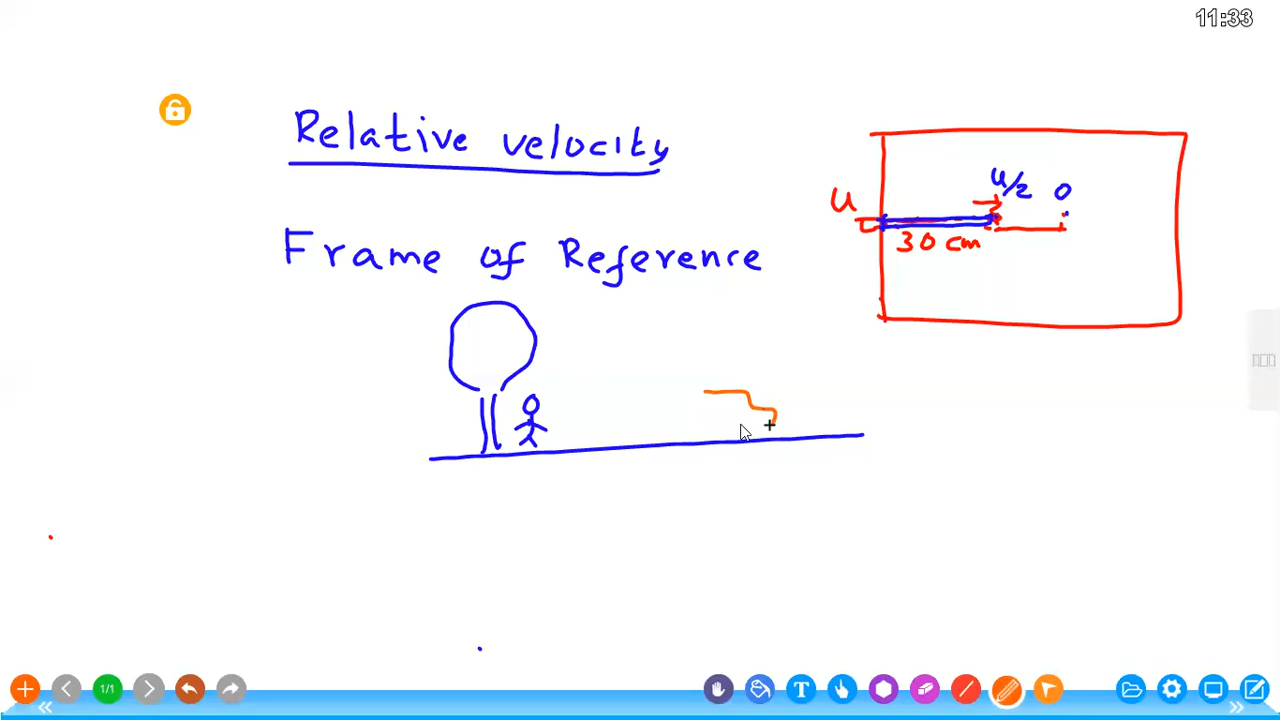 11:33
Relative velocity
u/2 0
u
30 cm
Frame of Reference
1/1
T